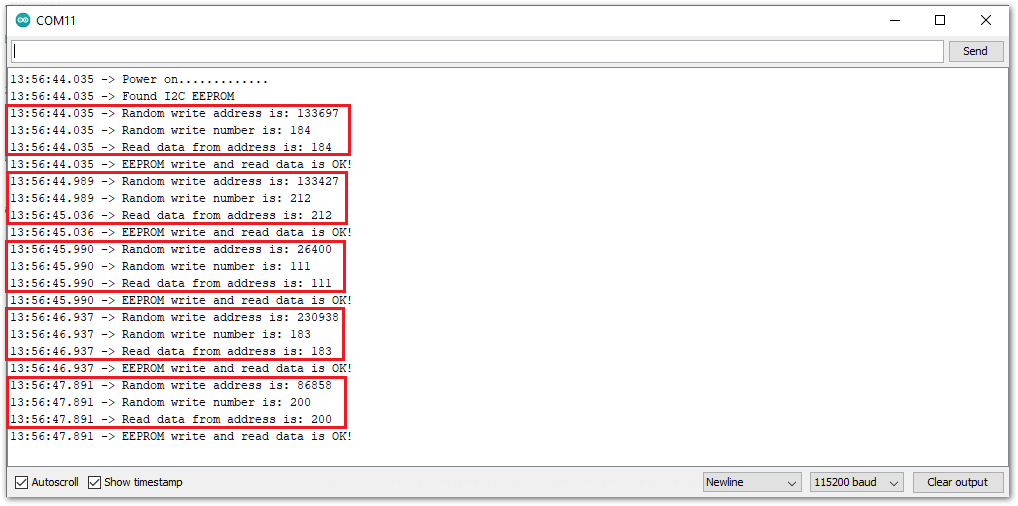 COM11
Send
13:56:44.035 -> Power on.............
13:56:44.035 -> Found I2C EEPROM
13:56:44.035 -> Random write address is: 133697
13:56:44.035 -> Random write number is: 184
13:56:44.035 -> Read data from address is: 184
13:56:44.035 -> EEPROM write and read data is OK!
13:56:44.989 -> Random write address is: 133427
13:56:44.989 -> Random write number is: 212
13:56:45.036 -> Read data from address is: 212
13:56:45.036 -> EEPROM write and read data is OK!
13:56:45.990 -> Random write address is: 26400
13:56:45.990 -> Random write number is: 111
13:56:45.990 -> Read data from address is: 111
13:56:45.990 -> EEPROM write and read data is OK!
13:56:46.937 -> Random write address is: 230938
13:56:46.937 -> Random write number is: 183
13:56:46.937 -> Read data from address is: 183
13:56:46.937 -> EEPROM write and read data is OK!
13:56:47.891 -> Random write address is: 86858
13:56:47.891 -> Random write number is: 200
13:56:47.891 -> Read data from address is: 200
13:56:47.891 -> EEPROM write and read data is OK!
Autoscroll Show timestamp Newline 115200 baud Clear output